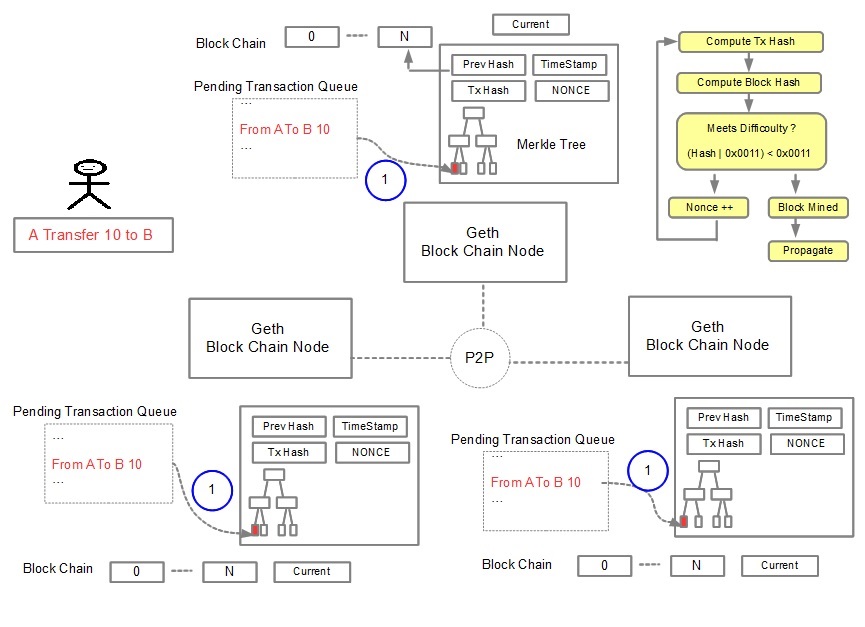 Current
Block Chain
0
N
Prev Hash
TimeStamp
Tx Hash
NONCE
Merkle Tree
Pending Transaction Queue
...
From A To B 10
...
1
Compute Tx Hash
Compute Block Hash
Meets Difficulty ?
(Hash | 0x0011) < 0x0011
Nonce ++
Block Mined
Propagate
A Transfer 10 to B
Geth
Block Chain Node
Geth
Block Chain Node
Geth
Block Chain Node
P2P
Pending Transaction Queue
...
From A To B 10
...
1
Prev Hash
TimeStamp
Tx Hash
NONCE
Block Chain
0
N
Current
Pending Transaction Queue
...
From A To B 10
...
1
Prev Hash
TimeStamp
Tx Hash
NONCE
Block Chain
0
N
Current